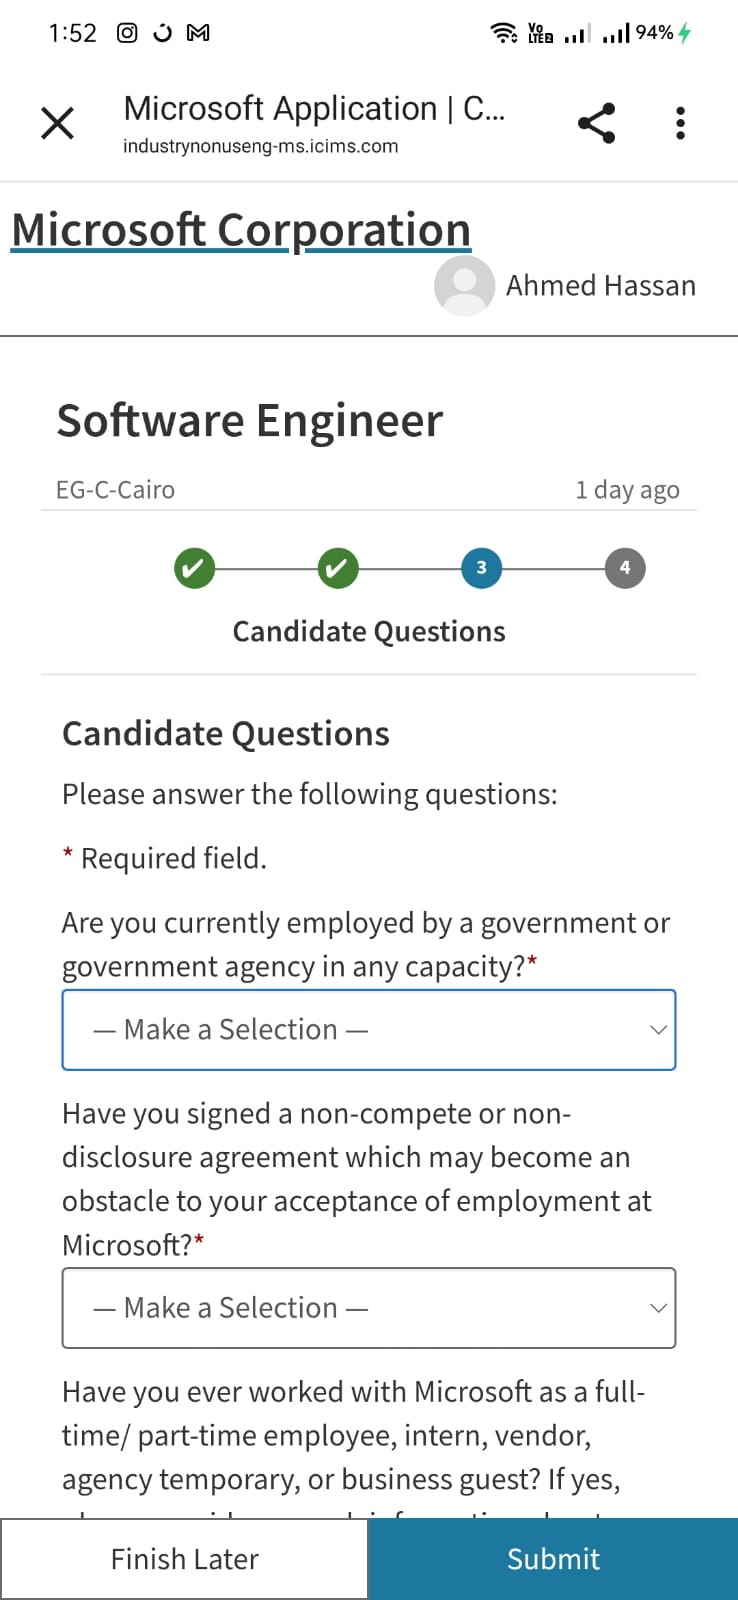 1:52
Vo
LTE2
94%
Microsoft Application | C...
industrynonuseng-ms.icims.com
Microsoft Corporation
Ahmed Hassan
Software Engineer
EG-C-Cairo 1 day ago
3 4
Candidate Questions
Candidate Questions
Please answer the following questions:
* Required field.
Are you currently employed by a government or
government agency in any capacity?*
— Make a Selection —
Have you signed a non-compete or non-
disclosure agreement which may become an
obstacle to your acceptance of employment at
Microsoft?*
— Make a Selection —
Have you ever worked with Microsoft as a full-
time/ part-time employee, intern, vendor,
agency temporary, or business guest? If yes,
Finish Later Submit